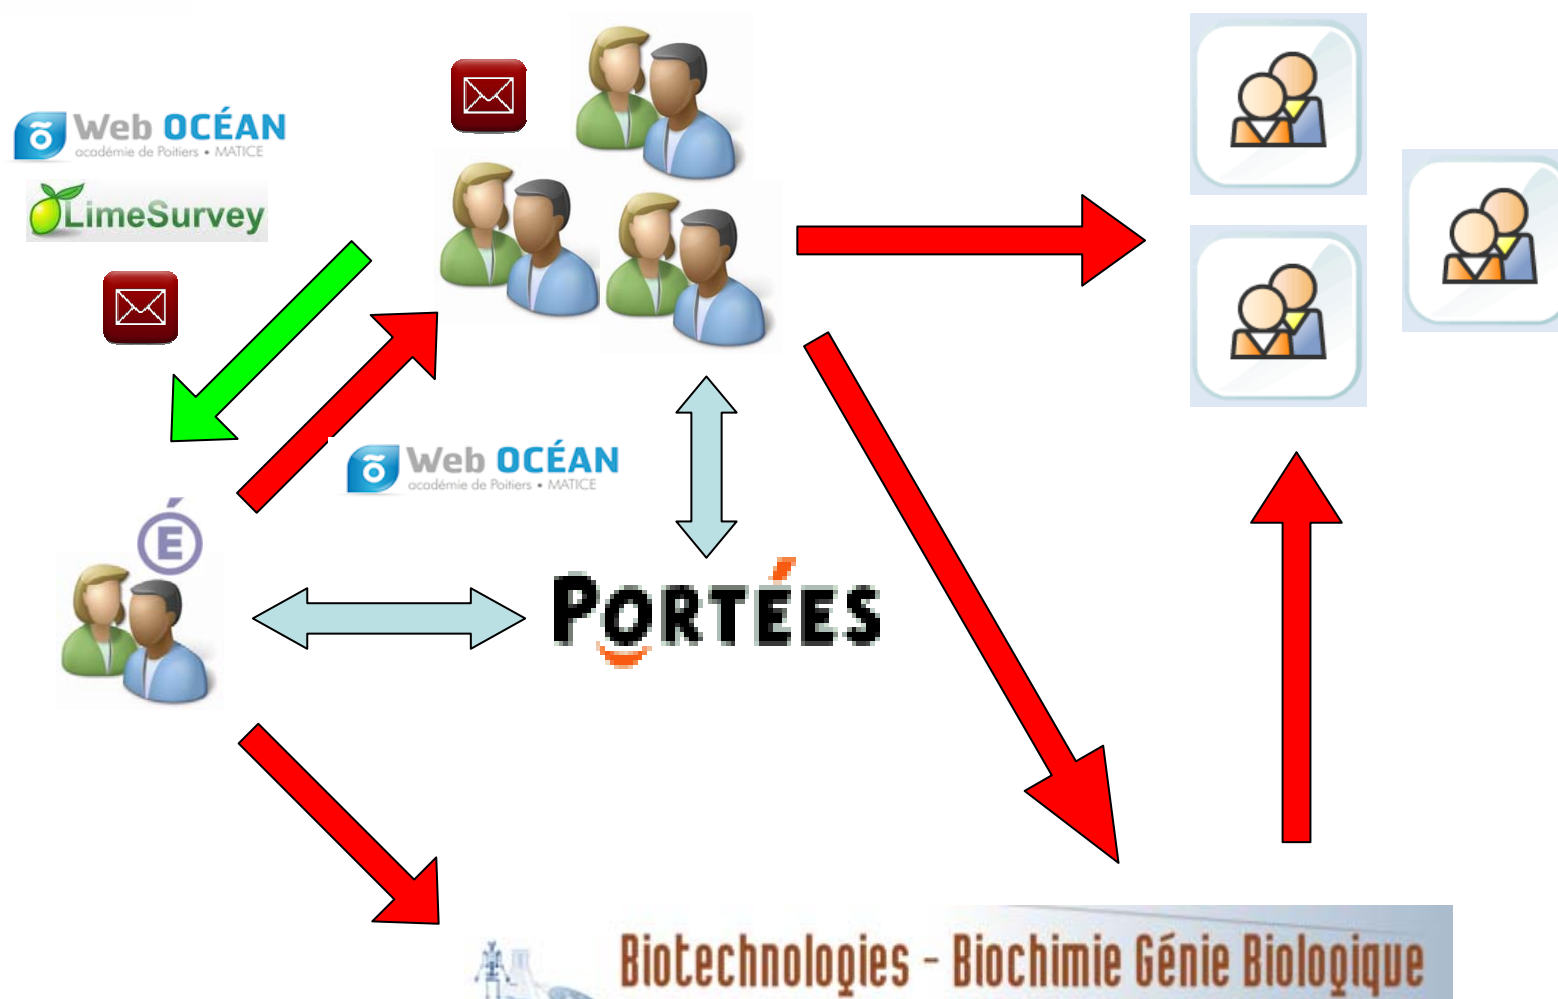 Web OCÉAN
académie de Poitiers • MATICE
LimeSurvey
Web OCÉAN
académie de Poitiers • MATICE
É
PORTÉES
Biotechnologies - Biochimie Génie Biologique